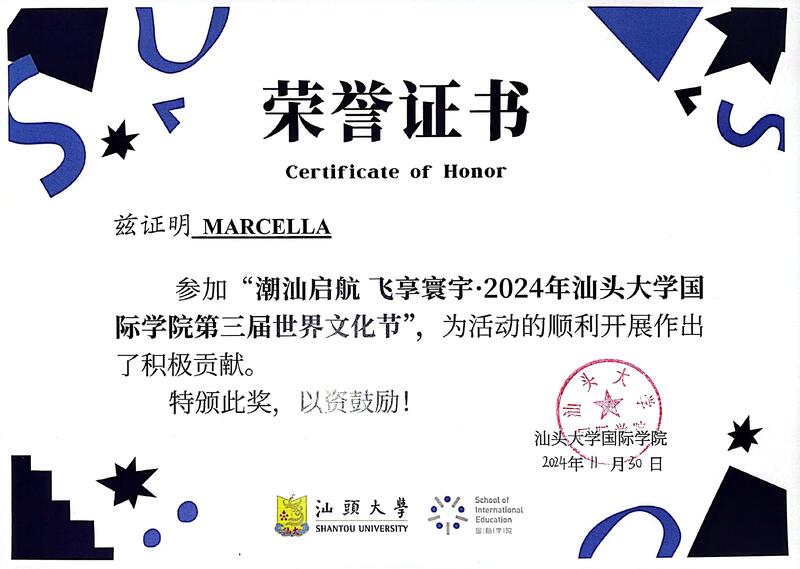 荣誉证书
Certificate of Honor
兹证明 MARCELLA
参加“潮汕启航 飞享寰宇·2024年汕头大学国
际学院第三届世界文化节”，为活动的顺利开展作出
了积极贡献。
特颁此奖，以资鼓励！
汕头大学
汕头大学国际学院
2024年 11 月 30 日
汕頭大學
SHANTOU UNIVERSITY
School of
International
Education
国际学院